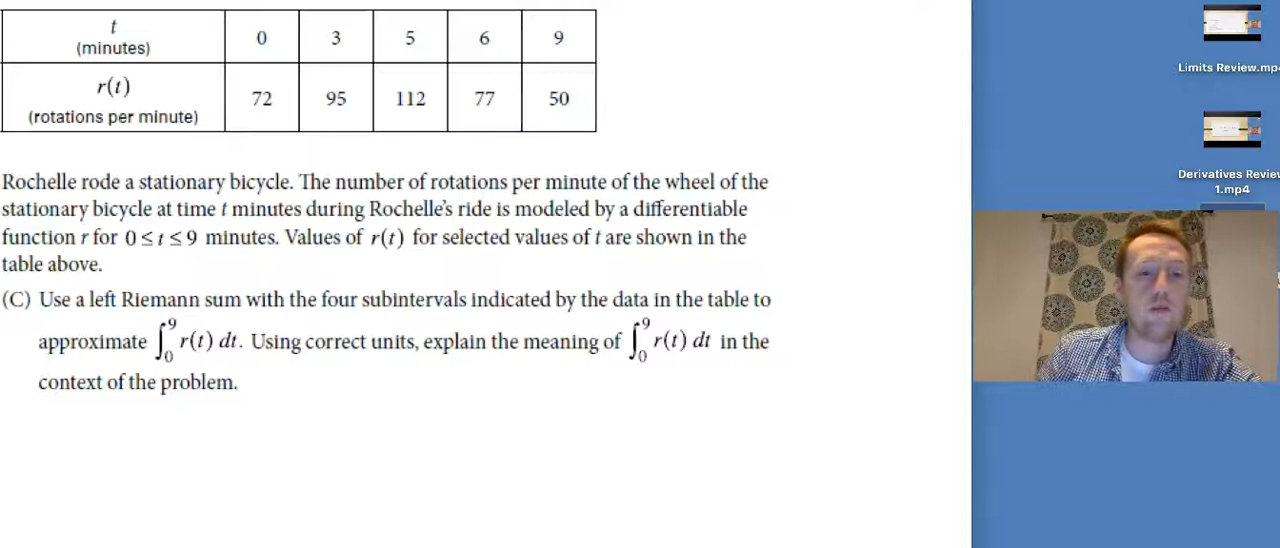 t
(minutes) 0 3 5 6 9
r(t)
(rotations per minute) 72 95 112 77 50
Rochelle rode a stationary bicycle. The number of rotations per minute of the wheel of the
stationary bicycle at time t minutes during Rochelle's ride is modeled by a differentiable
function r for 0 ≤ t ≤ 9 minutes. Values of r(t) for selected values of t are shown in the
table above.
(C) Use a left Riemann sum with the four subintervals indicated by the data in the table to
approximate ∫₀⁹ r(t) dt. Using correct units, explain the meaning of ∫₀⁹ r(t) dt in the
context of the problem.
Limits Review.mp4
Derivatives Review
1.mp4